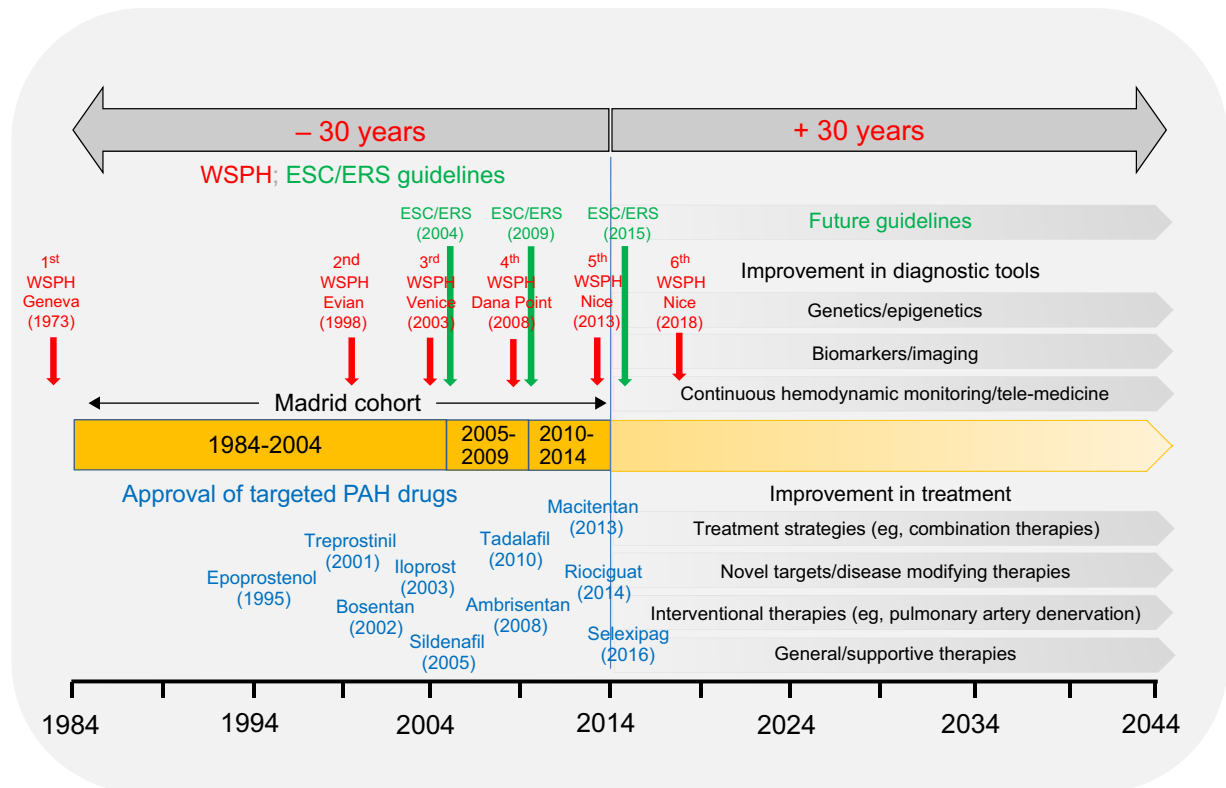 – 30 years
+ 30 years
WSPH; ESC/ERS guidelines
ESC/ERS
(2004)
ESC/ERS
(2009)
ESC/ERS
(2015)
Future guidelines
1st
WSPH
Geneva
(1973)
2nd
WSPH
Evian
(1998)
3rd
WSPH
Venice
(2003)
4th
WSPH
Dana Point
(2008)
5th
WSPH
Nice
(2013)
6th
WSPH
Nice
(2018)
Improvement in diagnostic tools
Genetics/epigenetics
Biomarkers/imaging
Continuous hemodynamic monitoring/tele-medicine
Madrid cohort
1984-2004
2005-
2009
2010-
2014
Approval of targeted PAH drugs
Epoprostenol
(1995)
Treprostinil
(2001)
Bosentan
(2002)
Iloprost
(2003)
Sildenafil
(2005)
Tadalafil
(2010)
Ambrisentan
(2008)
Macitentan
(2013)
Riociguat
(2014)
Selexipag
(2016)
Improvement in treatment
Treatment strategies (eg, combination therapies)
Novel targets/disease modifying therapies
Interventional therapies (eg, pulmonary artery denervation)
General/supportive therapies
1984
1994
2004
2014
2024
2034
2044